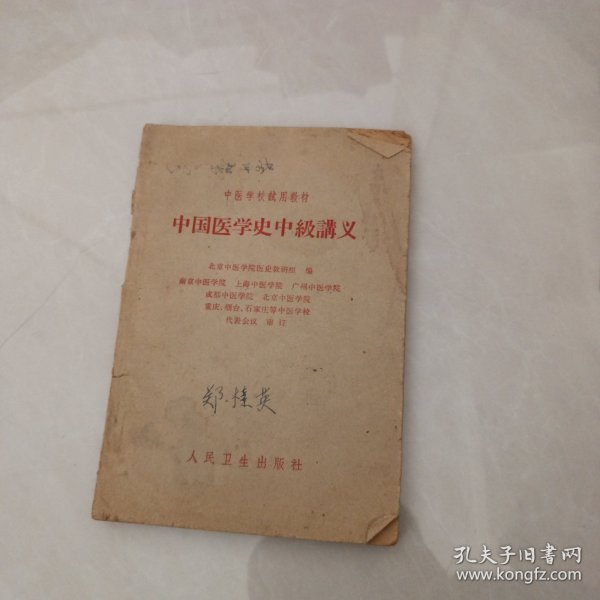 中医学校試用教材
中国医学史中級講义
北京中医学院医史教研組 編
南京中医学院 上海中医学院 广州中医学院
成都中医学院 北京中医学院
重庆、烟台、石家庄等中医学校
代表会议 审订
郑桂英
人民卫生出版社
孔夫子旧书网
www.kongfz.com